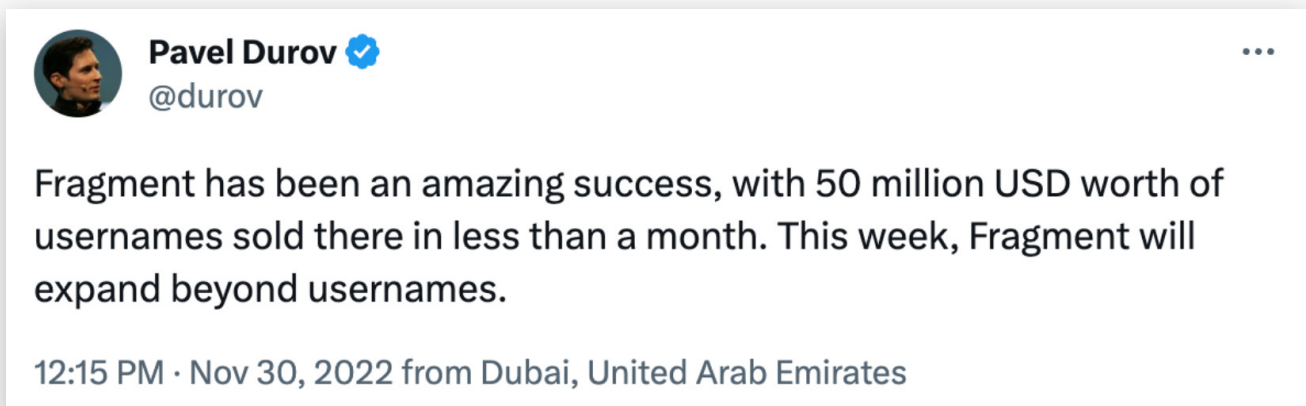 Pavel Durov
@durov
Fragment has been an amazing success, with 50 million USD worth of
usernames sold there in less than a month. This week, Fragment will
expand beyond usernames.
12:15 PM · Nov 30, 2022 from Dubai, United Arab Emirates